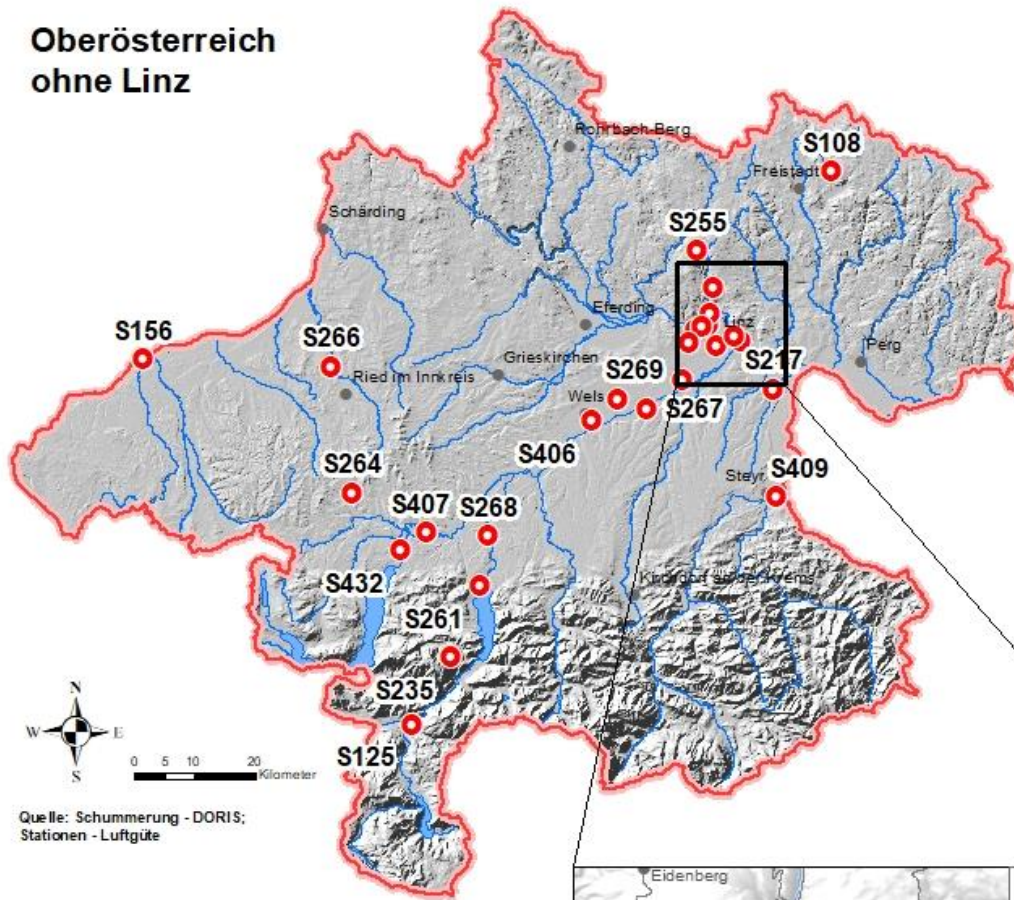 Oberösterreich
ohne Linz
Rohrbach-Berg
S108
Freistadt
Schärding
S255
Eferding
Linz
S156
S266
Grieskirchen
Perg
Ried im Innkreis
S269
S217
Wels
S267
S406
S264
Steyr
S409
S407
S268
S432
Kirchdorf an der Krems
S261
S235
S125
N
W
E
S
0 5 10 20
Kilometer
Quelle: Schummerung - DORIS;
Stationen - Luftgüte
Eidenberg